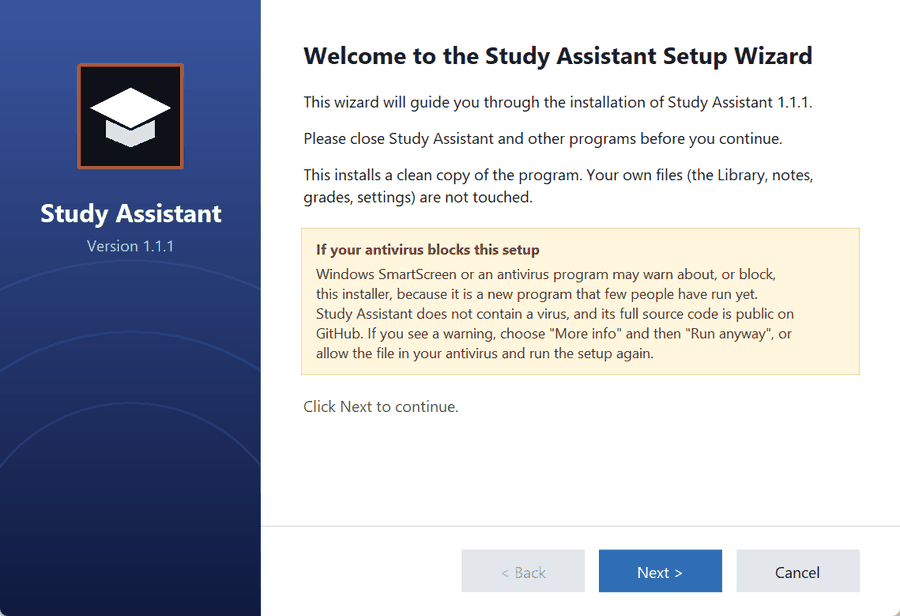 Study Assistant
Version 1.1.1
Welcome to the Study Assistant Setup Wizard
This wizard will guide you through the installation of Study Assistant 1.1.1.
Please close Study Assistant and other programs before you continue.
This installs a clean copy of the program. Your own files (the Library, notes,
grades, settings) are not touched.
If your antivirus blocks this setup
Windows SmartScreen or an antivirus program may warn about, or block,
this installer, because it is a new program that few people have run yet.
Study Assistant does not contain a virus, and its full source code is public on
GitHub. If you see a warning, choose "More info" and then "Run anyway", or
allow the file in your antivirus and run the setup again.
Click Next to continue.
< Back
Next >
Cancel